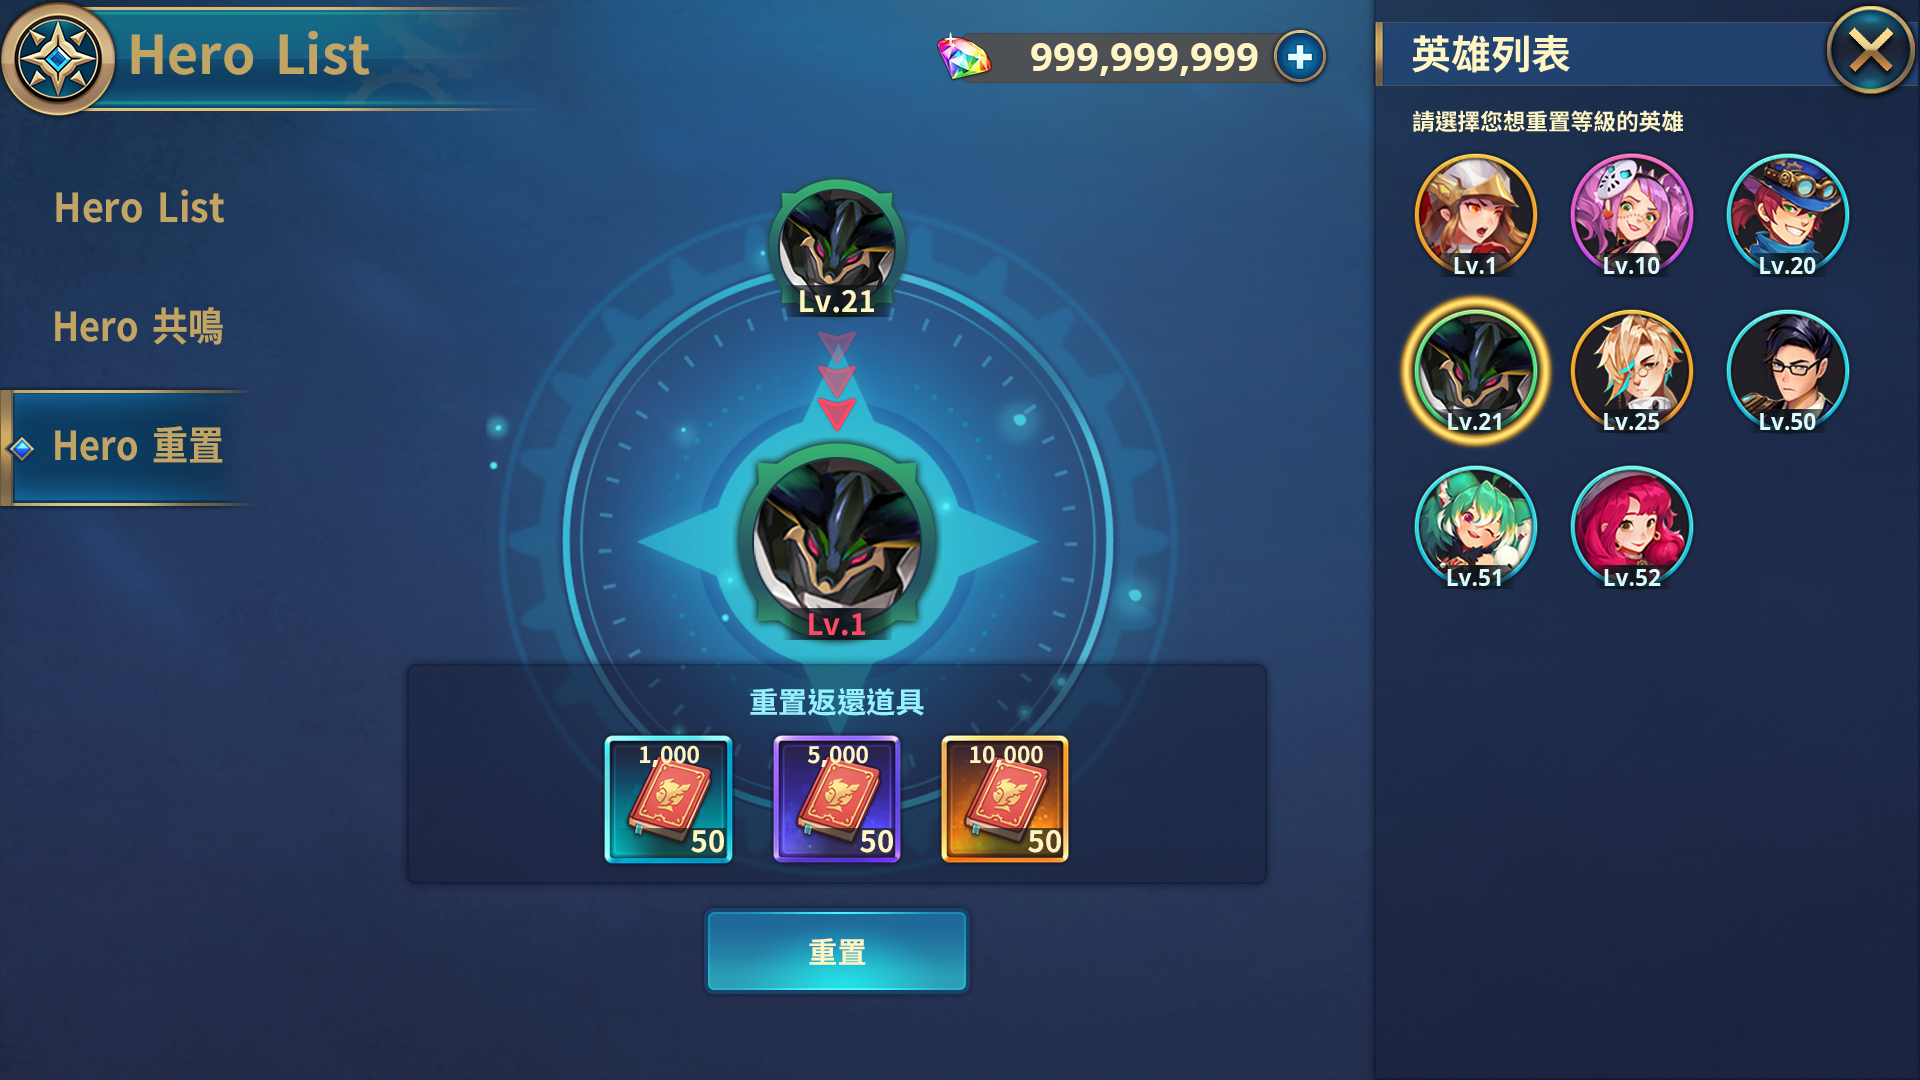 Hero List
999,999,999
英雄列表
請選擇您想重置等級的英雄
Hero List
Hero 共鳴
Hero 重置
Lv.21
Lv.1
重置返還道具
1,000
50
5,000
50
10,000
50
重置
Lv.1
Lv.10
Lv.20
Lv.21
Lv.25
Lv.50
Lv.51
Lv.52